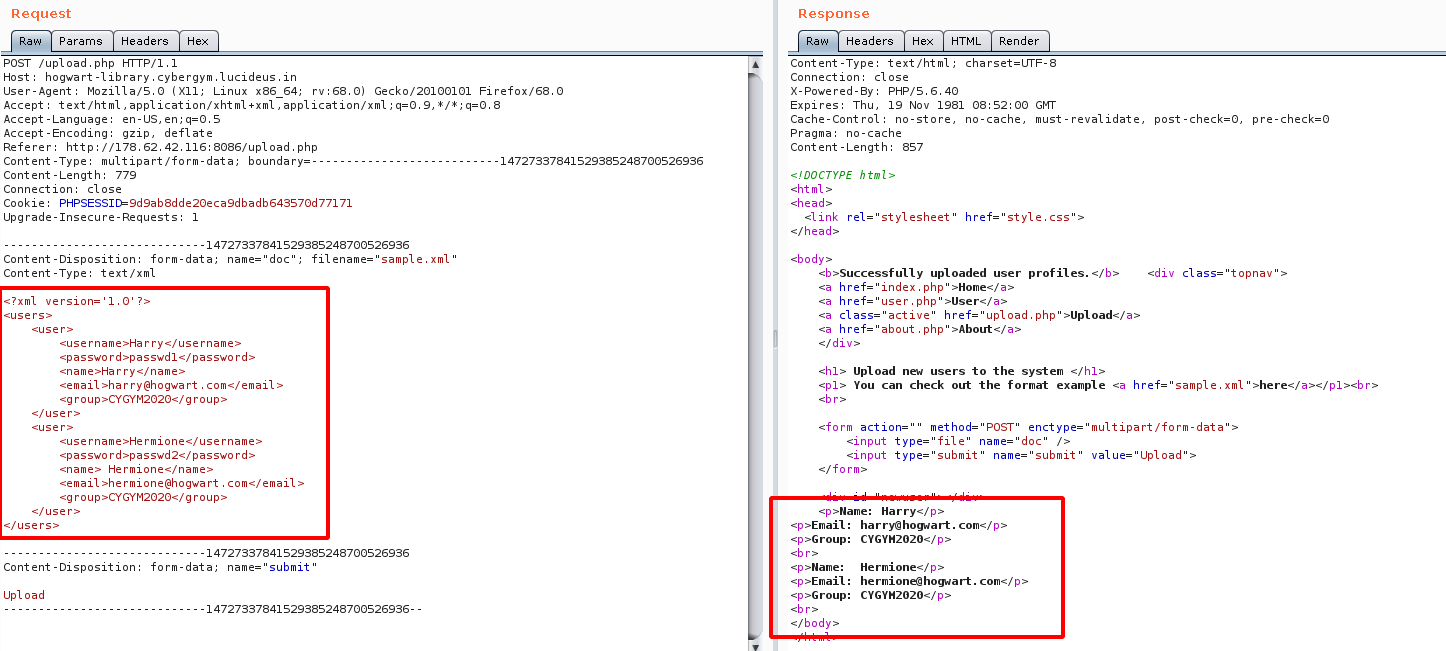 Request
Raw Params Headers Hex
POST /upload.php HTTP/1.1
Host: hogwart-library.cybergym.lucideus.in
User-Agent: Mozilla/5.0 (X11; Linux x86_64; rv:68.0) Gecko/20100101 Firefox/68.0
Accept: text/html,application/xhtml+xml,application/xml;q=0.9,*/*;q=0.8
Accept-Language: en-US,en;q=0.5
Accept-Encoding: gzip, deflate
Referer: http://178.62.42.116:8086/upload.php
Content-Type: multipart/form-data; boundary=---------------------------14727337841529385248700526936
Content-Length: 779
Connection: close
Cookie: PHPSESSID=9d9ab8dde20eca9dbadb643570d77171
Upgrade-Insecure-Requests: 1
-----------------------------14727337841529385248700526936
Content-Disposition: form-data; name="doc"; filename="sample.xml"
Content-Type: text/xml
<?xml version='1.0'?>
<users>
<user>
<username>Harry</username>
<password>passwd1</password>
<name>Harry</name>
<email>harry@hogwart.com</email>
<group>CYGYM2020</group>
</user>
<user>
<username>Hermione</username>
<password>passwd2</password>
<name> Hermione</name>
<email>hermione@hogwart.com</email>
<group>CYGYM2020</group>
</user>
</users>
-----------------------------14727337841529385248700526936
Content-Disposition: form-data; name="submit"
Upload
-----------------------------14727337841529385248700526936--
Response
Raw Headers Hex HTML Render
Content-Type: text/html; charset=UTF-8
Connection: close
X-Powered-By: PHP/5.6.40
Expires: Thu, 19 Nov 1981 08:52:00 GMT
Cache-Control: no-store, no-cache, must-revalidate, post-check=0, pre-check=0
Pragma: no-cache
Content-Length: 857
<!DOCTYPE html>
<html>
<head>
<link rel="stylesheet" href="style.css">
</head>
<body>
<b>Successfully uploaded user profiles.</b>    <div class="topnav">
<a href="index.php">Home</a>
<a href="user.php">User</a>
<a class="active" href="upload.php">Upload</a>
<a href="about.php">About</a>
</div>
<h1> Upload new users to the system </h1>
<p1> You can check out the format example <a href="sample.xml">here</a></p1><br>
<br>
<form action="" method="POST" enctype="multipart/form-data">
<input type="file" name="doc" />
<input type="submit" name="submit" value="Upload">
</form>
<div id="newuser"></div>
<p>Name: Harry</p>
<p>Email: harry@hogwart.com</p>
<p>Group: CYGYM2020</p>
<br>
<p>Name:  Hermione</p>
<p>Email: hermione@hogwart.com</p>
<p>Group: CYGYM2020</p>
<br>
</body>
</html>